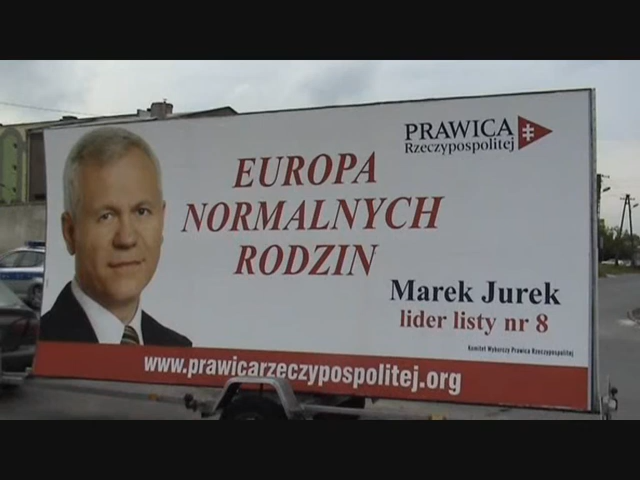 PRAWICA
Rzeczypospolitej
EUROPA
NORMALNYCH
RODZIN
Marek Jurek
lider listy nr 8
Komitet Wyborczy Prawica Rzeczypospolitej
www.prawicarzeczypospolitej.org